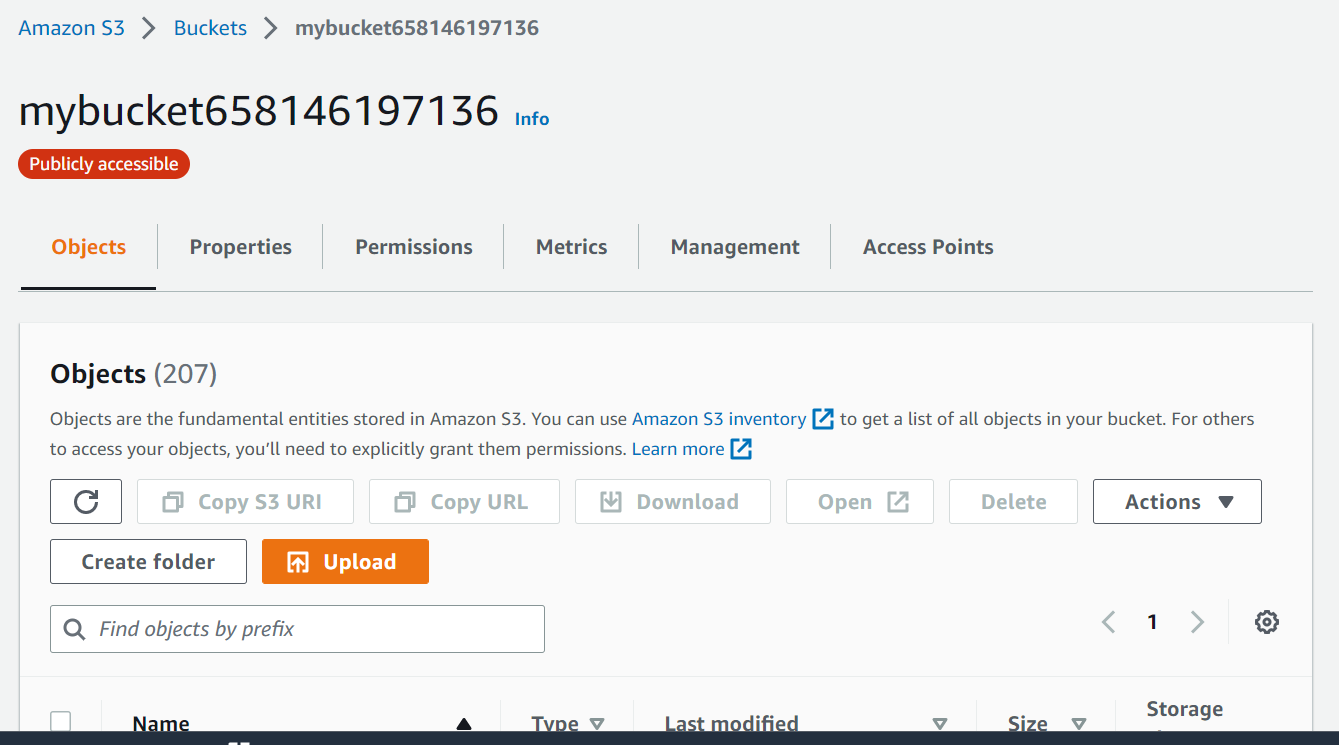 Amazon S3 > Buckets > mybucket658146197136
mybucket658146197136 Info
Publicly accessible
Objects Properties Permissions Metrics Management Access Points
Objects (207)
Objects are the fundamental entities stored in Amazon S3. You can use Amazon S3 inventory to get a list of all objects in your bucket. For others
to access your objects, you'll need to explicitly grant them permissions. Learn more
Copy S3 URI Copy URL Download Open Delete Actions
Create folder Upload
Find objects by prefix 1
Name Type Last modified Size Storage